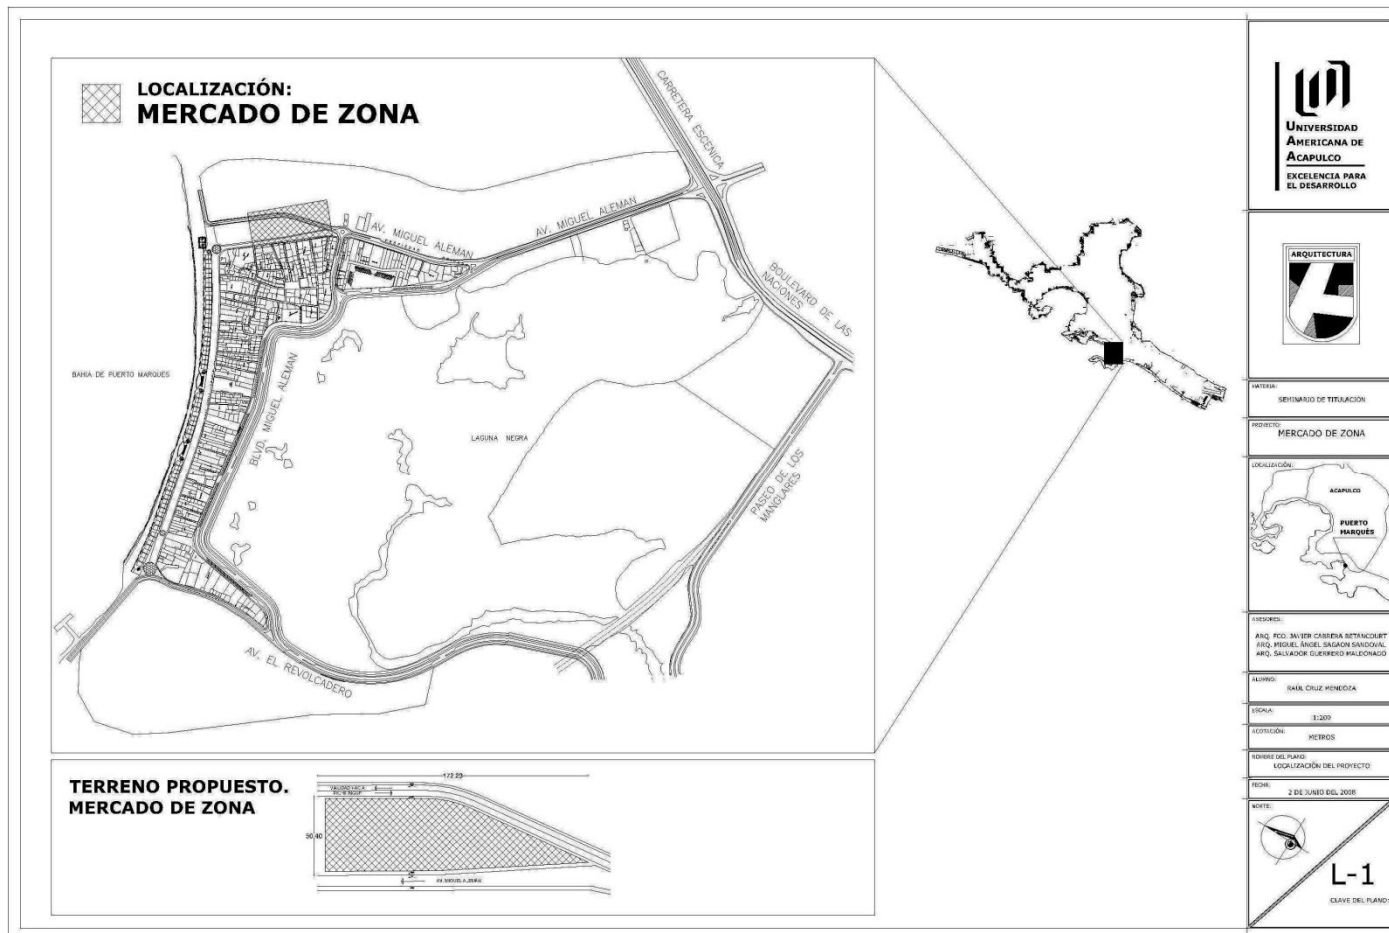 LOCALIZACIÓN:
MERCADO DE ZONA
CARRETERA ESCENICA
AV. MIGUEL ALEMAN
AV. MIGUEL ALEMAN
BOULEVARD DE LAS
NACIONES
BAHIA DE PUERTO MARQUES
BLVD. MIGUEL ALEMAN
LAGUNA NEGRA
PASEO DE LOS
MANGLARES
AV. EL REVOLCADERO
TERRENO PROPUESTO.
MERCADO DE ZONA
172.23
50.40
AV. MIGUEL ALEMAN
UNIVERSIDAD
AMERICANA DE
ACAPULCO
EXCELENCIA PARA
EL DESARROLLO
ARQUITECTURA
MATERIA:
SEMINARIO DE TITULACIÓN
PROYECTO:
MERCADO DE ZONA
LOCALIZACIÓN:
ACAPULCO
PUERTO
MARQUÉS
ASESORES:
ARQ. FCO. JAVIER CABRERA BETANCOURT
ARQ. MIGUEL ÁNGEL SAGAON SANDOVAL
ARQ. SALVADOR GUERRERO MALDONADO
ALUMNO:
RAÚL CRUZ MENDOZA
ESCALA:
1:200
ACOTACIÓN:
METROS
NOMBRE DEL PLANO:
LOCALIZACIÓN DEL PROYECTO
FECHA:
2 DE JUNIO DEL 2008
NORTE:
L-1
CLAVE DEL PLANO: